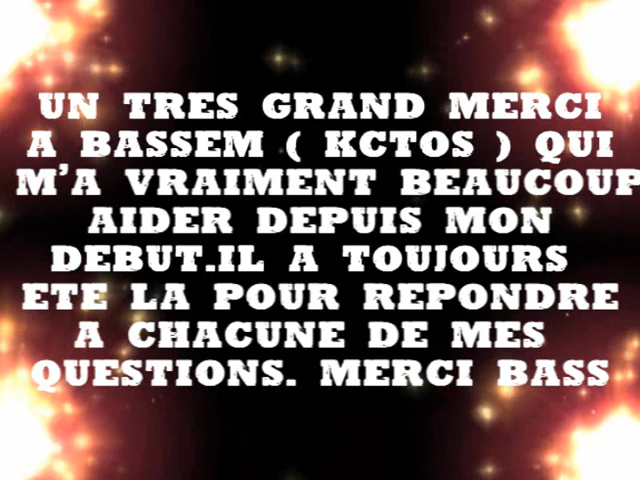 UN TRES GRAND MERCI
A BASSEM ( KCTOS ) QUI
M'A VRAIMENT BEAUCOUP
AIDER DEPUIS MON
DEBUT.IL A TOUJOURS
ETE LA POUR REPONDRE
A CHACUNE DE MES
QUESTIONS. MERCI BASS